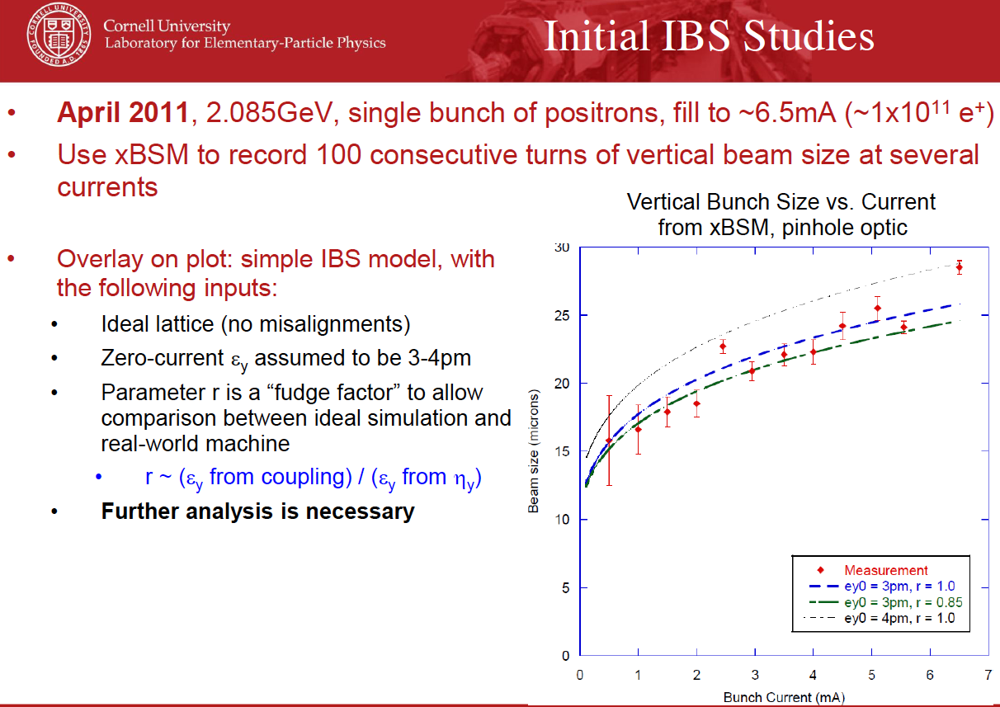 Cornell University
Laboratory for Elementary-Particle Physics
Initial IBS Studies
• April 2011, 2.085GeV, single bunch of positrons, fill to ~6.5mA (~1x10¹¹ e⁺)
• Use xBSM to record 100 consecutive turns of vertical beam size at several
currents
• Overlay on plot: simple IBS model, with
the following inputs:
• Ideal lattice (no misalignments)
• Zero-current εy assumed to be 3-4pm
• Parameter r is a “fudge factor” to allow
comparison between ideal simulation and
real-world machine
• r ~ (εy from coupling) / (εy from ηy)
• Further analysis is necessary
Vertical Bunch Size vs. Current
from xBSM, pinhole optic
30
25
20
15
10
5
0
Beam size (microns)
0 1 2 3 4 5 6 7
Bunch Current (mA)
Measurement
ey0 = 3pm, r = 1.0
ey0 = 3pm, r = 0.85
ey0 = 4pm, r = 1.0